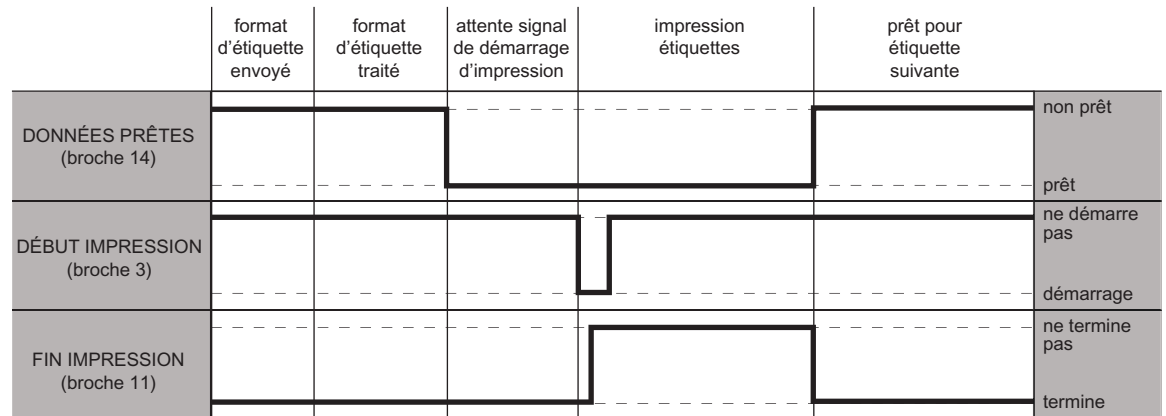 format
d'étiquette
envoyé
format
d'étiquette
traité
attente signal
de démarrage
d'impression
impression
étiquettes
prêt pour
étiquette
suivante
DONNÉES PRÊTES
(broche 14)
non prêt
prêt
DÉBUT IMPRESSION
(broche 3)
ne démarre
pas
démarrage
FIN IMPRESSION
(broche 11)
ne termine
pas
termine